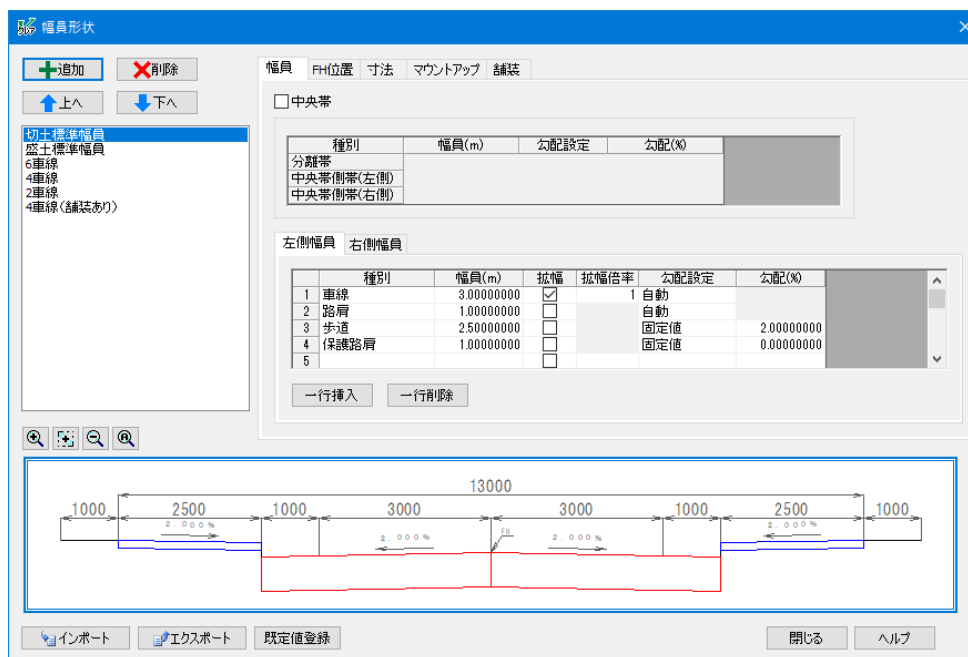 幅員形状
追加 削除
上へ 下へ
切土標準幅員
盛土標準幅員
6車線
4車線
2車線
4車線(舗装あり)
幅員 FH位置 寸法 マウントアップ 舗装
中央帯
種別 幅員(m) 勾配設定 勾配(%)
分離帯
中央帯側帯(左側)
中央帯側帯(右側)
左側幅員 右側幅員
種別 幅員(m) 拡幅 拡幅倍率 勾配設定 勾配(%)
1 車線 3.00000000 1 自動
2 路肩 1.00000000 自動
3 歩道 2.50000000 固定値 2.00000000
4 保護路肩 1.00000000 固定値 0.00000000
5
一行挿入 一行削除
13000
1000 2500 1000 3000 3000 1000 2500 1000
2.000% 2.000% FH 2.000% 2.000%
インポート エクスポート 既定値登録 閉じる ヘルプ